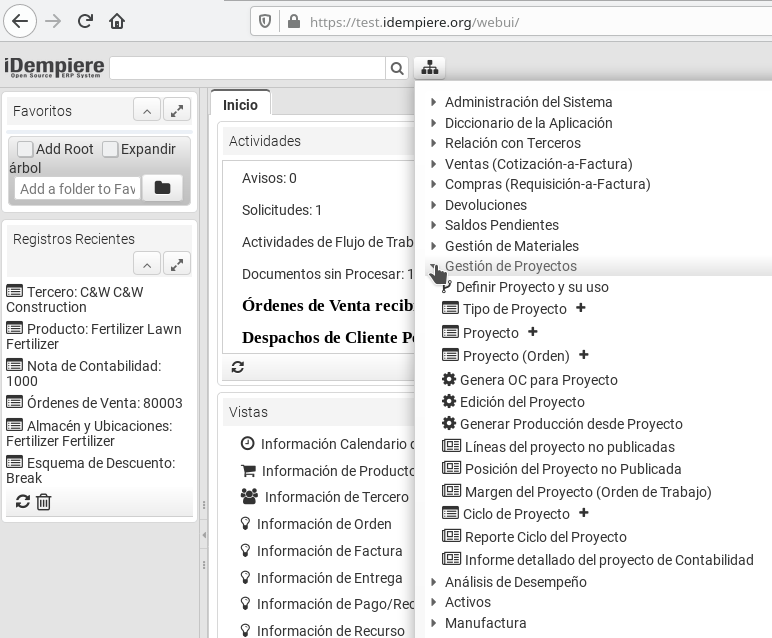 https://test.idempiere.org/webui/
iDempiere
Open Source ERP System
Favoritos
Add Root Expandir
árbol
Add a folder to Fav
Registros Recientes
Tercero: C&W C&W
Construction
Producto: Fertilizer Lawn
Fertilizer
Nota de Contabilidad:
1000
Órdenes de Venta: 80003
Almacén y Ubicaciones:
Fertilizer Fertilizer
Esquema de Descuento:
Break
Inicio
Actividades
Avisos: 0
Solicitudes: 1
Actividades de Flujo de Trab
Documentos sin Procesar: 1
Órdenes de Venta recib
Despachos de Cliente Pe
Vistas
Información Calendario
Información de Producto
Información de Tercero
Información de Orden
Información de Factura
Información de Entrega
Información de Pago/Rec
Información de Recurso
Administración del Sistema
Diccionario de la Aplicación
Relación con Terceros
Ventas (Cotización-a-Factura)
Compras (Requisición-a-Factura)
Devoluciones
Saldos Pendientes
Gestión de Materiales
Gestión de Proyectos
Definir Proyecto y su uso
Tipo de Proyecto +
Proyecto +
Proyecto (Orden) +
Genera OC para Proyecto
Edición del Proyecto
Generar Producción desde Proyecto
Líneas del proyecto no publicadas
Posición del Proyecto no Publicada
Margen del Proyecto (Orden de Trabajo)
Ciclo de Proyecto +
Reporte Ciclo del Proyecto
Informe detallado del proyecto de Contabilidad
Análisis de Desempeño
Activos
Manufactura